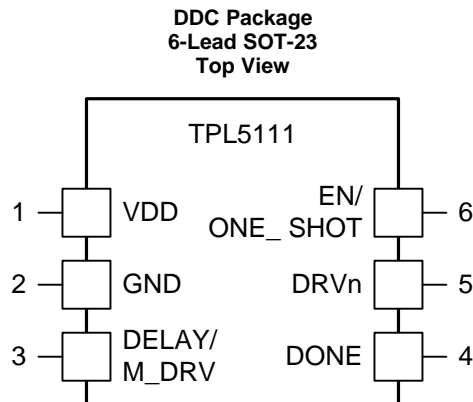 DDC Package
6-Lead SOT-23
Top View
TPL5111
1 VDD
EN/
ONE_ SHOT 6
2 GND
DRVn 5
3 DELAY/
M_DRV
DONE 4